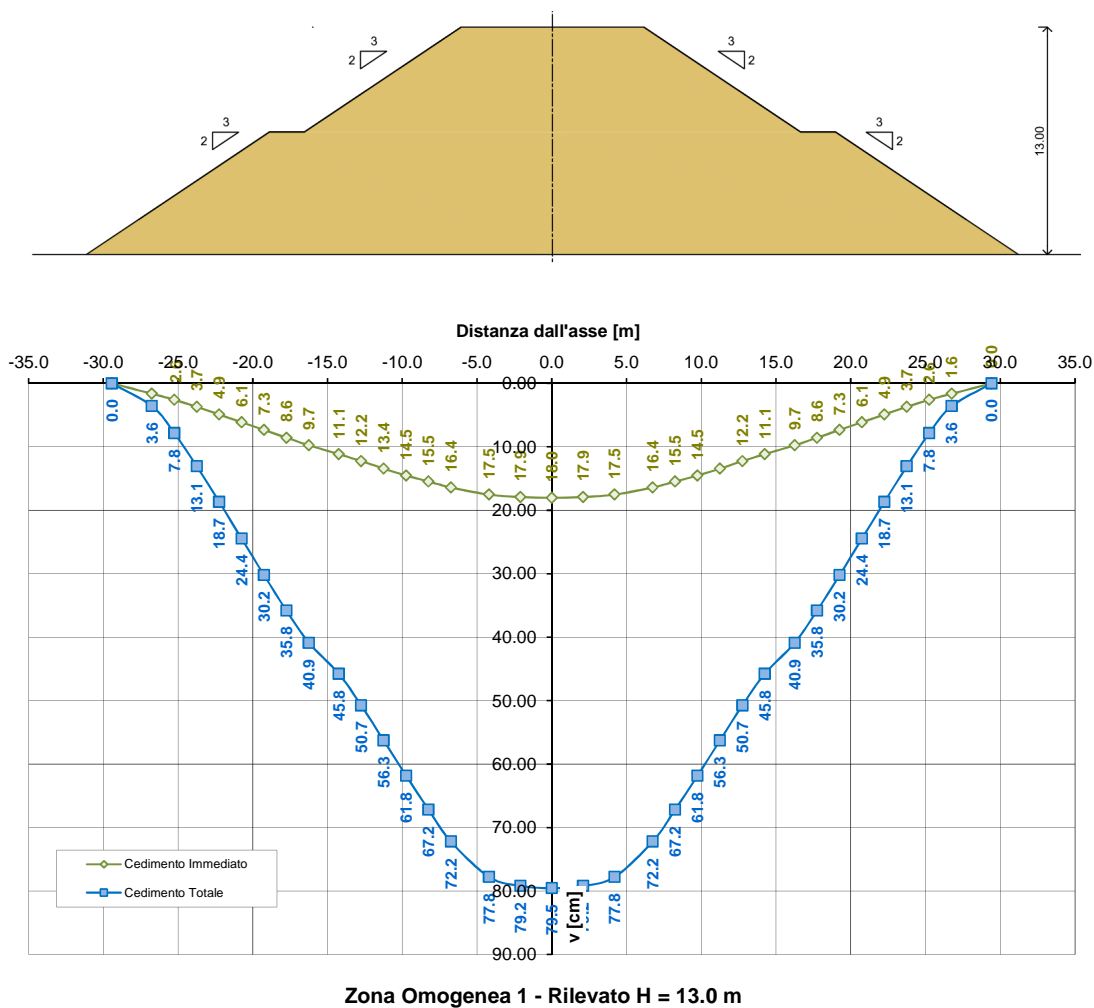 3
2
3
2
3
2
3
2
13.00
Distanza dall'asse [m]
-35.0 -30.0 -25.0 -20.0 -15.0 -10.0 -5.0 0.0 5.0 10.0 15.0 20.0 25.0 30.0 35.0
0.00
10.00
20.00
30.00
40.00
50.00
60.00
70.00
80.00
90.00
3.7 4.9 6.1 7.3 8.6 9.7 11.1 12.2 13.4 14.5 15.5 16.4 17.5 17.9 18.0 17.9 17.5 16.4 15.5 14.5 12.2 11.1 9.7 8.6 7.3 6.1 4.9 3.7 2.6 1.6
0.0 3.6 7.8 13.1 18.7 24.4 30.2 35.8 40.9 45.8 50.7 56.3 61.8 67.2 72.2 77.8 79.2 79.5 77.8 72.2 67.2 61.8 56.3 50.7 45.8 40.9 35.8 30.2 24.4 18.7 13.1 7.8 3.6 0.0
v [cm]
Cedimento Immediato
Cedimento Totale
Zona Omogenea 1 - Rilevato H = 13.0 m